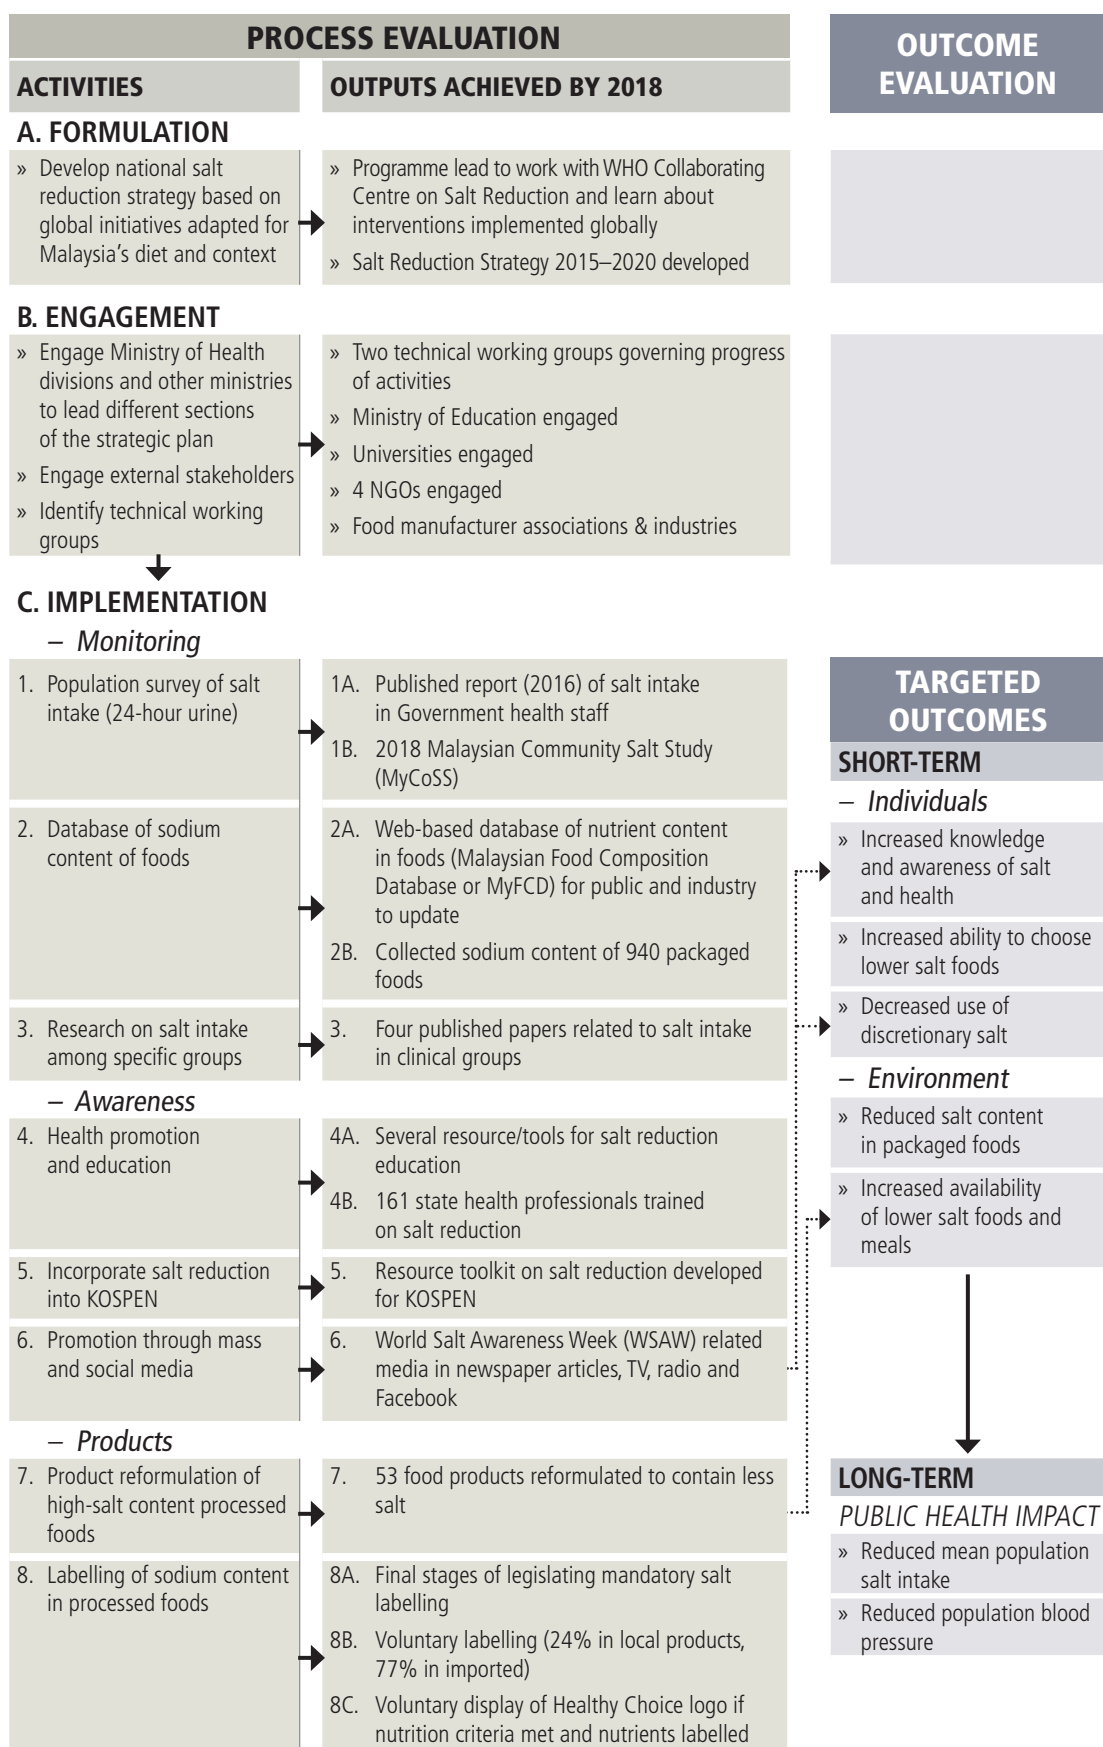 PROCESS EVALUATION
ACTIVITIES
OUTPUTS ACHIEVED BY 2018
OUTCOME
EVALUATION
A. FORMULATION
» Develop national salt
reduction strategy based on
global initiatives adapted for
Malaysia’s diet and context
» Programme lead to work with WHO Collaborating
Centre on Salt Reduction and learn about
interventions implemented globally
» Salt Reduction Strategy 2015–2020 developed
B. ENGAGEMENT
» Engage Ministry of Health
divisions and other ministries
to lead different sections
of the strategic plan
» Engage external stakeholders
» Identify technical working
groups
» Two technical working groups governing progress
of activities
» Ministry of Education engaged
» Universities engaged
» 4 NGOs engaged
» Food manufacturer associations & industries
C. IMPLEMENTATION
– Monitoring
1. Population survey of salt
intake (24-hour urine)
1A. Published report (2016) of salt intake
in Government health staff
1B. 2018 Malaysian Community Salt Study
(MyCoSS)
2. Database of sodium
content of foods
2A. Web-based database of nutrient content
in foods (Malaysian Food Composition
Database or MyFCD) for public and industry
to update
2B. Collected sodium content of 940 packaged
foods
3. Research on salt intake
among specific groups
3. Four published papers related to salt intake
in clinical groups
– Awareness
4. Health promotion
and education
4A. Several resource/tools for salt reduction
education
4B. 161 state health professionals trained
on salt reduction
5. Incorporate salt reduction
into KOSPEN
5. Resource toolkit on salt reduction developed
for KOSPEN
6. Promotion through mass
and social media
6. World Salt Awareness Week (WSAW) related
media in newspaper articles, TV, radio and
Facebook
– Products
7. Product reformulation of
high-salt content processed
foods
7. 53 food products reformulated to contain less
salt
8. Labelling of sodium content
in processed foods
8A. Final stages of legislating mandatory salt
labelling
8B. Voluntary labelling (24% in local products,
77% in imported)
8C. Voluntary display of Healthy Choice logo if
nutrition criteria met and nutrients labelled
TARGETED
OUTCOMES
SHORT-TERM
– Individuals
» Increased knowledge
and awareness of salt
and health
» Increased ability to choose
lower salt foods
» Decreased use of
discretionary salt
– Environment
» Reduced salt content
in packaged foods
» Increased availability
of lower salt foods and
meals
LONG-TERM
PUBLIC HEALTH IMPACT
» Reduced mean population
salt intake
» Reduced population blood
pressure